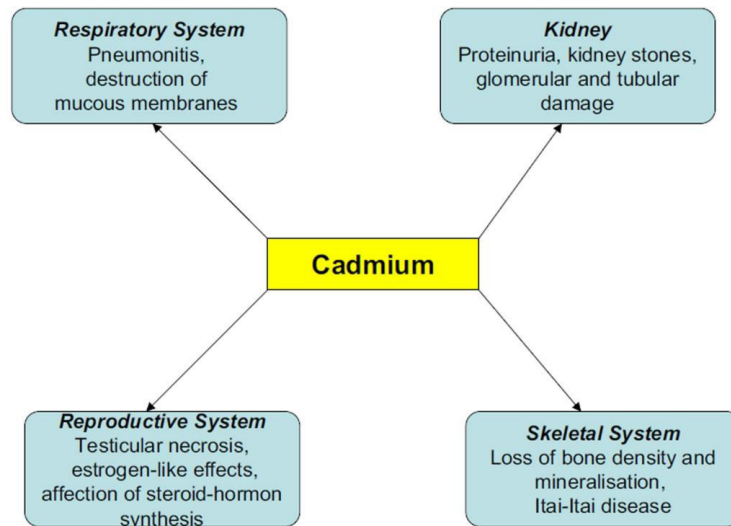 Respiratory System
Pneumonitis,
destruction of
mucous membranes
Kidney
Proteinuria, kidney stones,
glomerular and tubular
damage
Cadmium
Reproductive System
Testicular necrosis,
estrogen-like effects,
affection of steroid-hormon
synthesis
Skeletal System
Loss of bone density and
mineralisation,
Itai-Itai disease